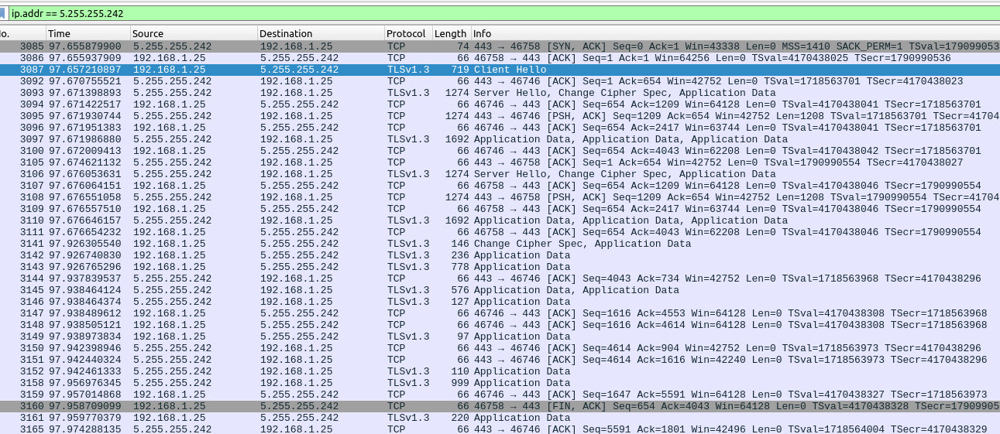 ip.addr == 5.255.255.242
o. Time Source Destination Protocol Length Info
3085 97.655879900 5.255.255.242 192.168.1.25 TCP 74 443 → 46758 [SYN, ACK] Seq=0 Ack=1 Win=43338 Len=0 MSS=1410 SACK_PERM=1 TSval=179099053
3086 97.655937909 192.168.1.25 5.255.255.242 TCP 66 46758 → 443 [ACK] Seq=1 Ack=1 Win=64256 Len=0 TSval=4170438025 TSecr=1790990536
3087 97.657210897 192.168.1.25 5.255.255.242 TLSv1.3 719 Client Hello
3092 97.670755521 5.255.255.242 192.168.1.25 TCP 66 443 → 46746 [ACK] Seq=1 Ack=654 Win=42752 Len=0 TSval=1718563701 TSecr=4170438023
3093 97.671398893 5.255.255.242 192.168.1.25 TLSv1.3 1274 Server Hello, Change Cipher Spec, Application Data
3094 97.671422517 192.168.1.25 5.255.255.242 TCP 66 46746 → 443 [ACK] Seq=654 Ack=1209 Win=64128 Len=0 TSval=4170438041 TSecr=1718563701
3095 97.671930744 5.255.255.242 192.168.1.25 TCP 1274 443 → 46746 [PSH, ACK] Seq=1209 Ack=654 Win=42752 Len=1208 TSval=1718563701 TSecr=41704
3096 97.671951383 192.168.1.25 5.255.255.242 TCP 66 46746 → 443 [ACK] Seq=654 Ack=2417 Win=63744 Len=0 TSval=4170438041 TSecr=1718563701
3097 97.671986880 5.255.255.242 192.168.1.25 TLSv1.3 1692 Application Data, Application Data, Application Data
3100 97.672009413 192.168.1.25 5.255.255.242 TCP 66 46746 → 443 [ACK] Seq=654 Ack=4043 Win=62208 Len=0 TSval=4170438042 TSecr=1718563701
3105 97.674621132 5.255.255.242 192.168.1.25 TCP 66 443 → 46758 [ACK] Seq=1 Ack=654 Win=42752 Len=0 TSval=1790990554 TSecr=4170438027
3106 97.676053631 5.255.255.242 192.168.1.25 TLSv1.3 1274 Server Hello, Change Cipher Spec, Application Data
3107 97.676064151 192.168.1.25 5.255.255.242 TCP 66 46758 → 443 [ACK] Seq=654 Ack=1209 Win=64128 Len=0 TSval=4170438046 TSecr=1790990554
3108 97.676551058 5.255.255.242 192.168.1.25 TCP 1274 443 → 46758 [PSH, ACK] Seq=1209 Ack=654 Win=42752 Len=1208 TSval=1790990554 TSecr=41704
3109 97.676557510 192.168.1.25 5.255.255.242 TCP 66 46758 → 443 [ACK] Seq=654 Ack=2417 Win=63744 Len=0 TSval=4170438046 TSecr=1790990554
3110 97.676646157 5.255.255.242 192.168.1.25 TLSv1.3 1692 Application Data, Application Data, Application Data
3111 97.676654232 192.168.1.25 5.255.255.242 TCP 66 46758 → 443 [ACK] Seq=654 Ack=4043 Win=62208 Len=0 TSval=4170438046 TSecr=1790990554
3141 97.926305540 192.168.1.25 5.255.255.242 TLSv1.3 146 Change Cipher Spec, Application Data
3142 97.926740830 192.168.1.25 5.255.255.242 TLSv1.3 236 Application Data
3143 97.926765296 192.168.1.25 5.255.255.242 TLSv1.3 778 Application Data
3144 97.937839537 5.255.255.242 192.168.1.25 TCP 66 443 → 46746 [ACK] Seq=4043 Ack=734 Win=42752 Len=0 TSval=1718563968 TSecr=4170438296
3145 97.938464124 5.255.255.242 192.168.1.25 TLSv1.3 576 Application Data, Application Data
3146 97.938464374 5.255.255.242 192.168.1.25 TLSv1.3 127 Application Data
3147 97.938489612 192.168.1.25 5.255.255.242 TCP 66 46746 → 443 [ACK] Seq=1616 Ack=4553 Win=64128 Len=0 TSval=4170438308 TSecr=1718563968
3148 97.938505121 192.168.1.25 5.255.255.242 TCP 66 46746 → 443 [ACK] Seq=1616 Ack=4614 Win=64128 Len=0 TSval=4170438308 TSecr=1718563968
3149 97.938973834 192.168.1.25 5.255.255.242 TLSv1.3 97 Application Data
3150 97.942398946 5.255.255.242 192.168.1.25 TCP 66 443 → 46746 [ACK] Seq=4614 Ack=904 Win=42752 Len=0 TSval=1718563973 TSecr=4170438296
3151 97.942440324 5.255.255.242 192.168.1.25 TCP 66 443 → 46746 [ACK] Seq=4614 Ack=1616 Win=42240 Len=0 TSval=1718563973 TSecr=4170438296
3152 97.942461333 5.255.255.242 192.168.1.25 TLSv1.3 110 Application Data
3158 97.956976345 5.255.255.242 192.168.1.25 TLSv1.3 999 Application Data
3159 97.957014868 192.168.1.25 5.255.255.242 TCP 66 46746 → 443 [ACK] Seq=1647 Ack=5591 Win=64128 Len=0 TSval=4170438327 TSecr=1718563973
3160 97.958709099 192.168.1.25 5.255.255.242 TCP 66 46758 → 443 [FIN, ACK] Seq=654 Ack=4043 Win=64128 Len=0 TSval=4170438328 TSecr=17909905
3161 97.959770379 192.168.1.25 5.255.255.242 TLSv1.3 220 Application Data
3165 97.974288135 5.255.255.242 192.168.1.25 TCP 66 443 → 46746 [ACK] Seq=5591 Ack=1801 Win=42496 Len=0 TSval=1718564004 TSecr=4170438329